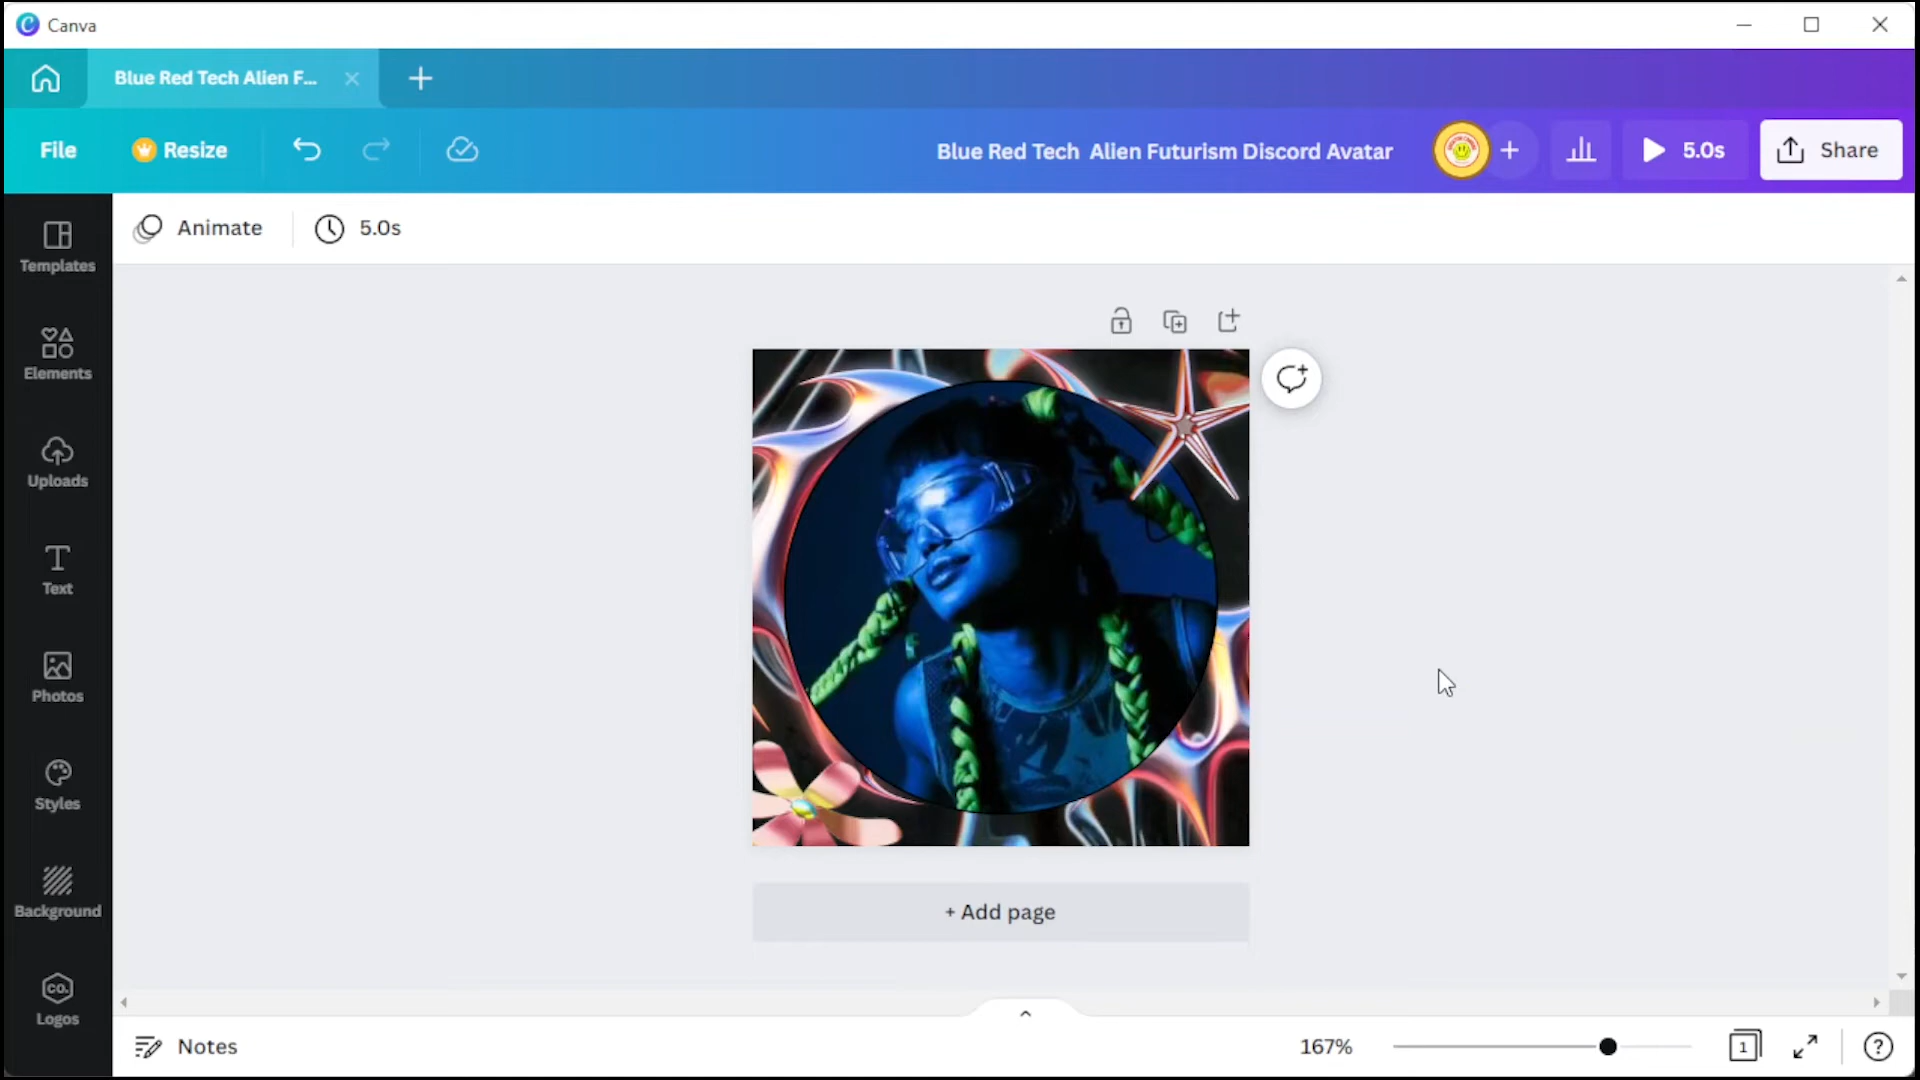 Canva
Blue Red Tech Alien F...
File
Resize
Blue Red Tech Alien Futurism Discord Avatar
5.0s
Share
Animate
5.0s
Templates
Elements
Uploads
Text
Photos
Styles
Background
CO.
Logos
+ Add page
Notes
167%
1
?